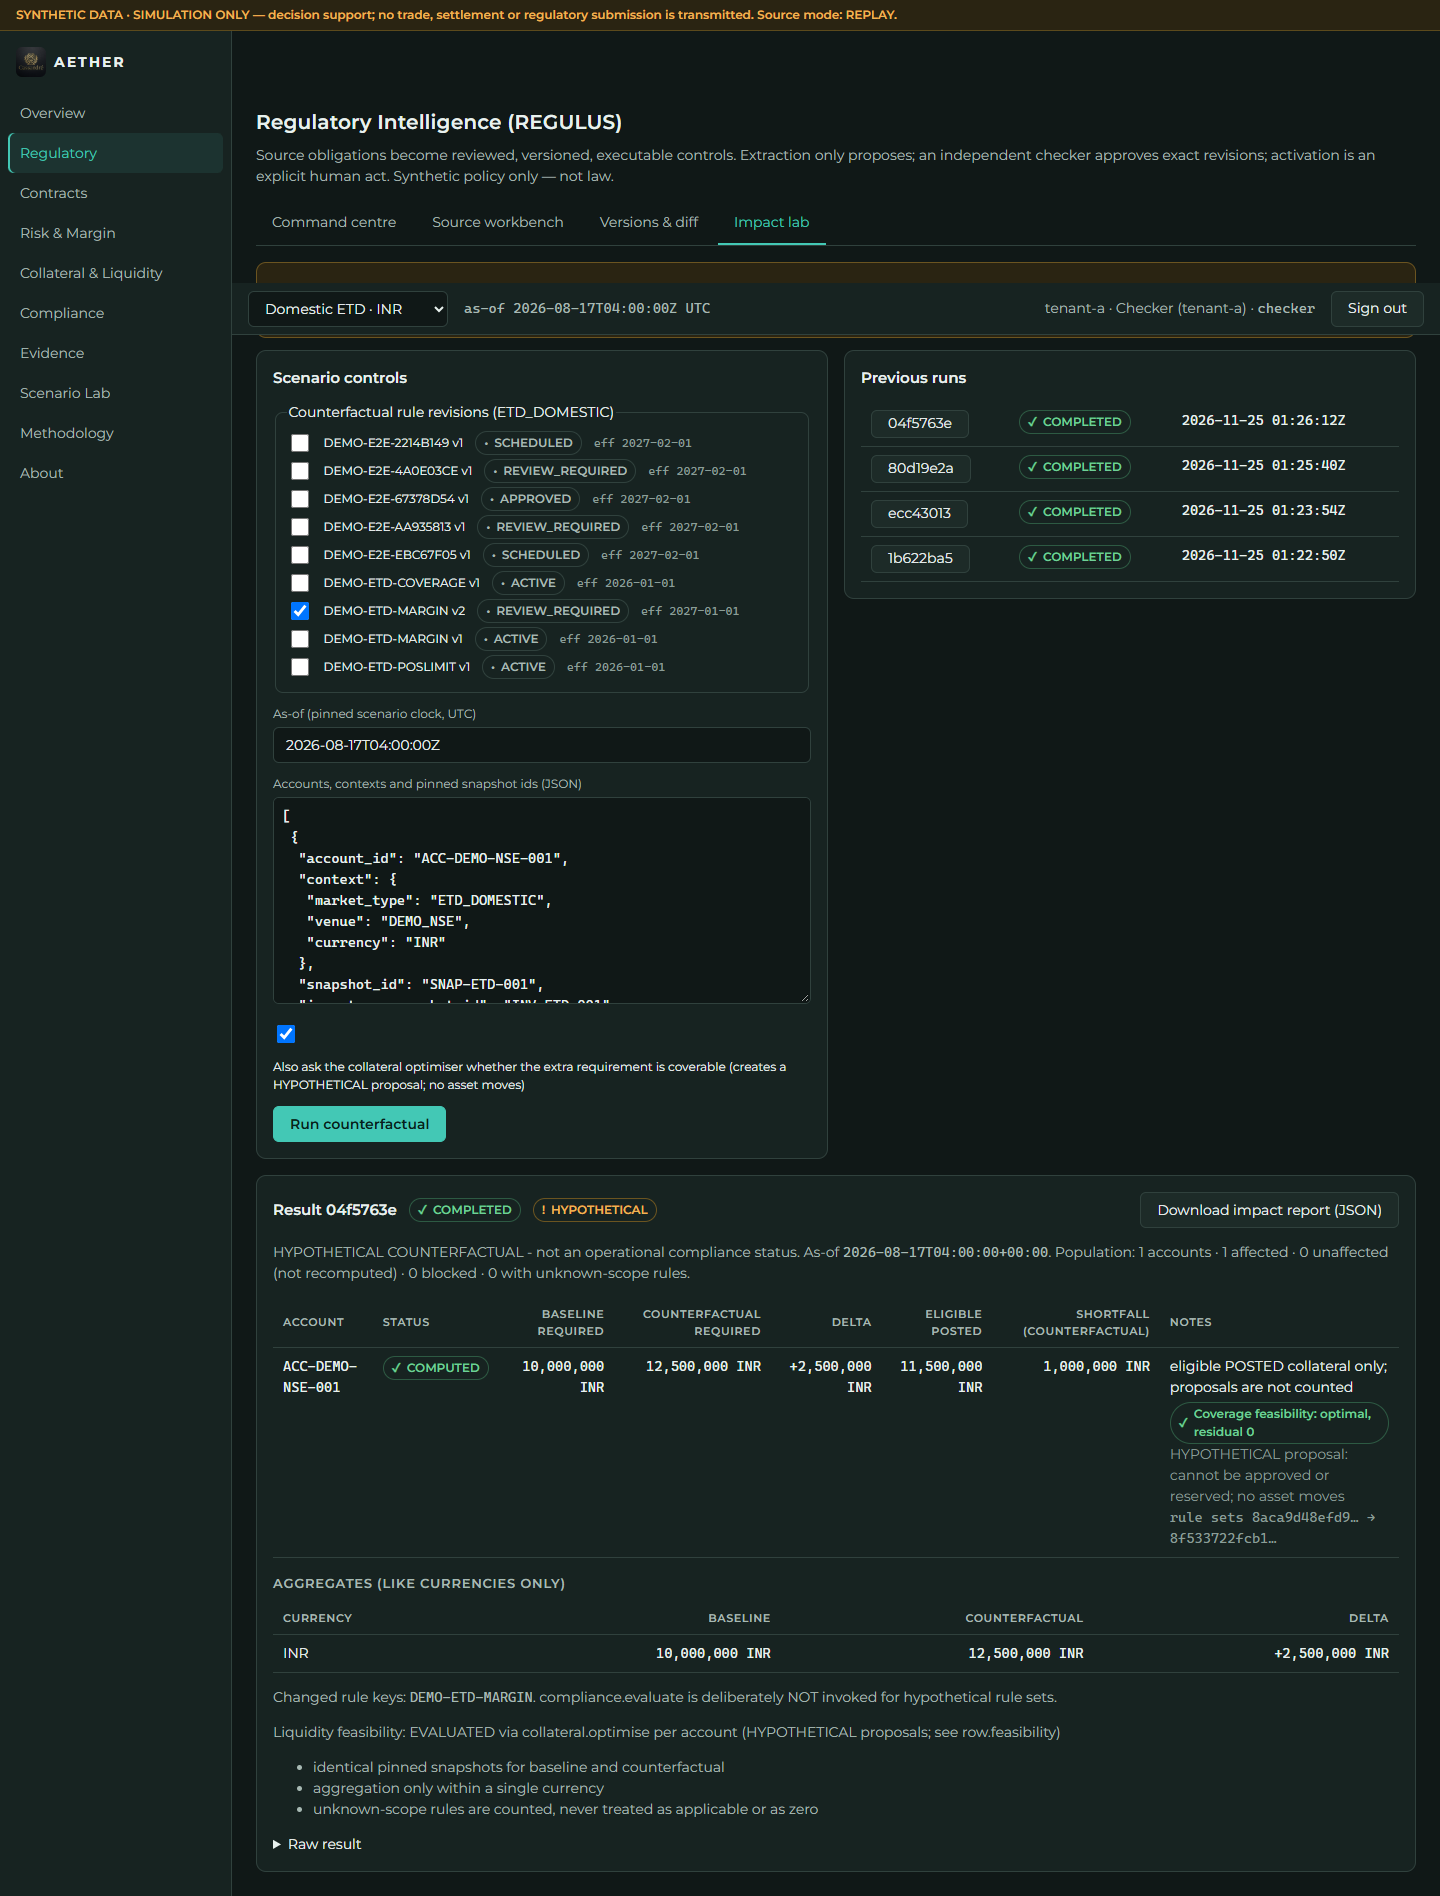 SYNTHETIC DATA · SIMULATION ONLY — decision support; no trade, settlement or regulatory submission is transmitted. Source mode: REPLAY.
AETHER
Overview
Regulatory
Contracts
Risk & Margin
Collateral & Liquidity
Compliance
Evidence
Scenario Lab
Methodology
About
Regulatory Intelligence (REGULUS)
Source obligations become reviewed, versioned, executable controls. Extraction only proposes; an independent checker approves exact revisions; activation is an
explicit human act. Synthetic policy only — not law.
Command centre Source workbench Versions & diff Impact lab
Domestic ETD · INR as-of 2026-08-17T04:00:00Z UTC tenant-a · Checker (tenant-a) · checker Sign out
Scenario controls
Counterfactual rule revisions (ETD_DOMESTIC)
DEMO-E2E-2214B149 v1 • SCHEDULED eff 2027-02-01
DEMO-E2E-4A0E03CE v1 • REVIEW_REQUIRED eff 2027-02-01
DEMO-E2E-67378D54 v1 • APPROVED eff 2027-02-01
DEMO-E2E-AA935813 v1 • REVIEW_REQUIRED eff 2027-02-01
DEMO-E2E-EBC67F05 v1 • SCHEDULED eff 2027-02-01
DEMO-ETD-COVERAGE v1 • ACTIVE eff 2026-01-01
DEMO-ETD-MARGIN v2 • REVIEW_REQUIRED eff 2027-01-01
DEMO-ETD-MARGIN v1 • ACTIVE eff 2026-01-01
DEMO-ETD-POSLIMIT v1 • ACTIVE eff 2026-01-01
As-of (pinned scenario clock, UTC)
2026-08-17T04:00:00Z
Accounts, contexts and pinned snapshot ids (JSON)
[
{
"account_id": "ACC-DEMO-NSE-001",
"context": {
"market_type": "ETD_DOMESTIC",
"venue": "DEMO_NSE",
"currency": "INR"
},
"snapshot_id": "SNAP-ETD-001",
Also ask the collateral optimiser whether the extra requirement is coverable (creates a
HYPOTHETICAL proposal; no asset moves)
Run counterfactual
Previous runs
04f5763e ✓ COMPLETED 2026-11-25 01:26:12Z
80d19e2a ✓ COMPLETED 2026-11-25 01:25:40Z
ecc43013 ✓ COMPLETED 2026-11-25 01:23:54Z
1b622ba5 ✓ COMPLETED 2026-11-25 01:22:50Z
Result 04f5763e ✓ COMPLETED ! HYPOTHETICAL Download impact report (JSON)
HYPOTHETICAL COUNTERFACTUAL - not an operational compliance status. As-of 2026-08-17T04:00:00+00:00. Population: 1 accounts · 1 affected · 0 unaffected
(not recomputed) · 0 blocked · 0 with unknown-scope rules.
ACCOUNT STATUS BASELINE REQUIRED COUNTERFACTUAL REQUIRED DELTA ELIGIBLE POSTED SHORTFALL (COUNTERFACTUAL) NOTES
ACC-DEMO-NSE-001 ✓ COMPUTED 10,000,000 INR 12,500,000 INR +2,500,000 INR 11,500,000 INR 1,000,000 INR eligible POSTED collateral only;
proposals are not counted
✓ Coverage feasibility: optimal,
residual 0
HYPOTHETICAL proposal:
cannot be approved or
reserved; no asset moves
rule sets 8aca9d48efd9… →
8f533722fcb1…
AGGREGATES (LIKE CURRENCIES ONLY)
CURRENCY BASELINE COUNTERFACTUAL DELTA
INR 10,000,000 INR 12,500,000 INR +2,500,000 INR
Changed rule keys: DEMO-ETD-MARGIN. compliance.evaluate is deliberately NOT invoked for hypothetical rule sets.
Liquidity feasibility: EVALUATED via collateral.optimise per account (HYPOTHETICAL proposals; see row.feasibility)
• identical pinned snapshots for baseline and counterfactual
• aggregation only within a single currency
• unknown-scope rules are counted, never treated as applicable or as zero
▶ Raw result